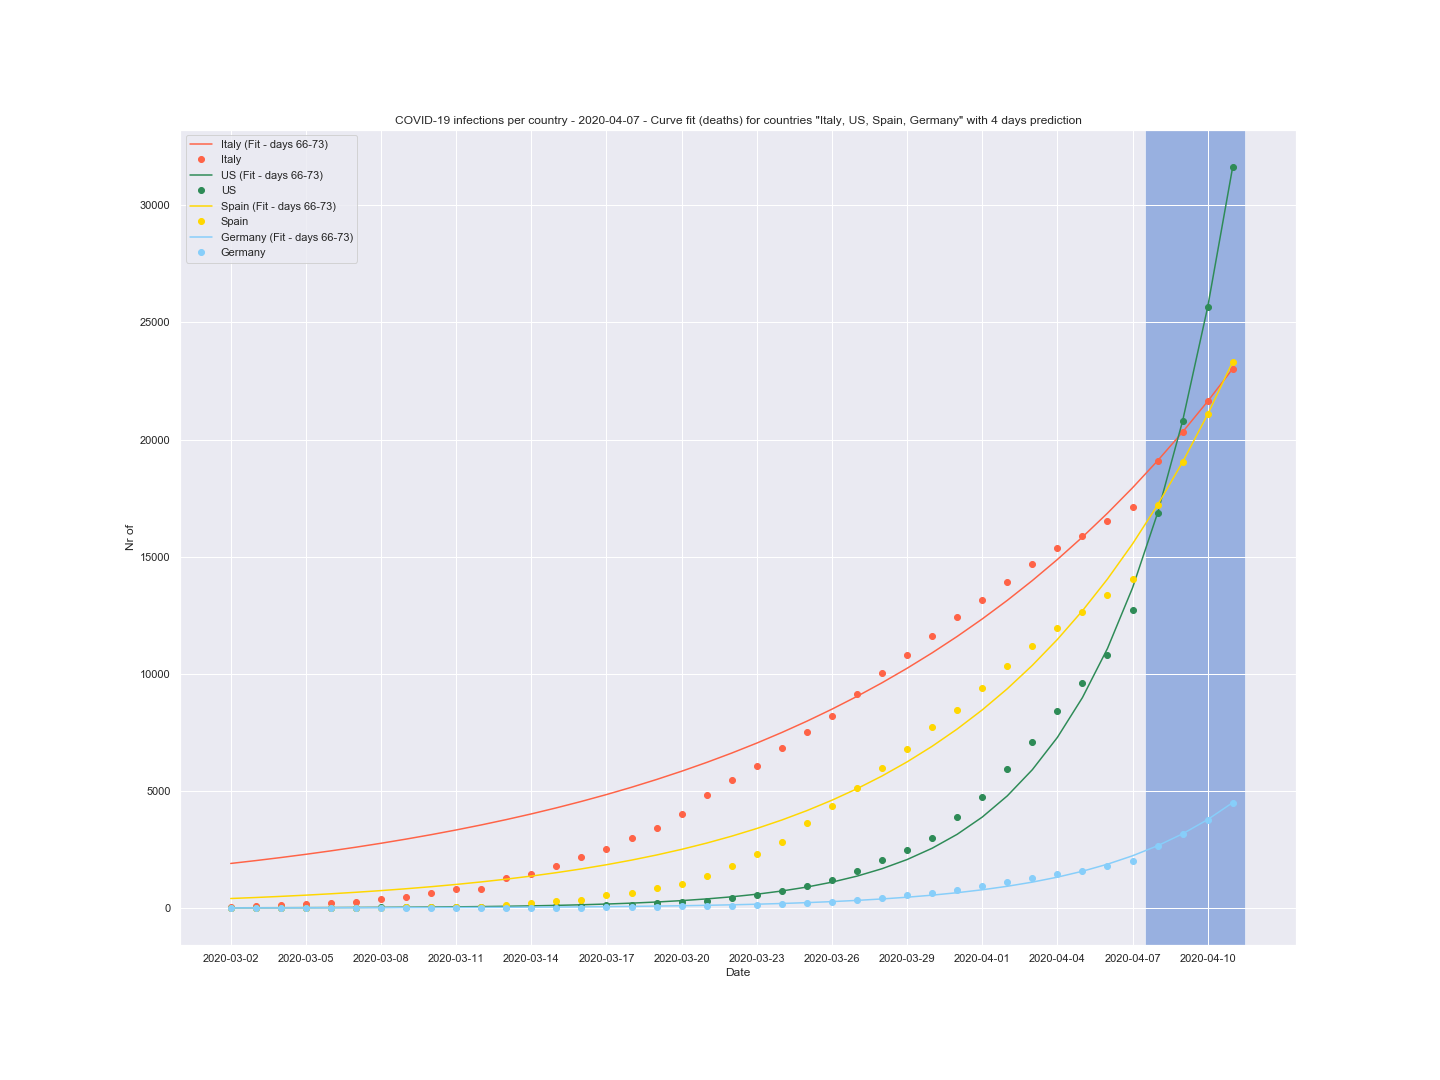 COVID-19 infections per country - 2020-04-07 - Curve fit (deaths) for countries "Italy, US, Spain, Germany" with 4 days prediction
Italy (Fit - days 66-73)
Italy
US (Fit - days 66-73)
US
Spain (Fit - days 66-73)
Spain
Germany (Fit - days 66-73)
Germany
30000
25000
20000
15000
10000
5000
0
Nr of
2020-03-02 2020-03-05 2020-03-08 2020-03-11 2020-03-14 2020-03-17 2020-03-20 2020-03-23 2020-03-26 2020-03-29 2020-04-01 2020-04-04 2020-04-07 2020-04-10
Date